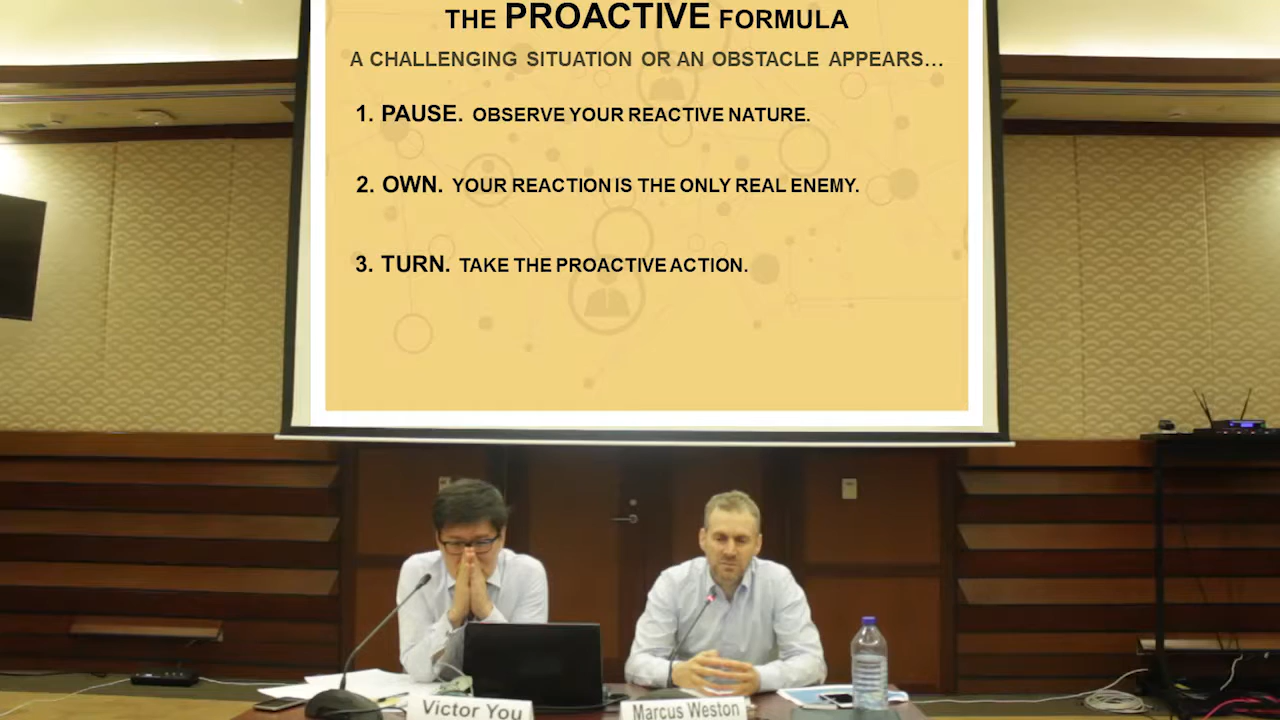 THE PROACTIVE FORMULA
A CHALLENGING SITUATION OR AN OBSTACLE APPEARS...
1. PAUSE. OBSERVE YOUR REACTIVE NATURE.
2. OWN. YOUR REACTION IS THE ONLY REAL ENEMY.
3. TURN. TAKE THE PROACTIVE ACTION.
Victor You
Marcus Weston